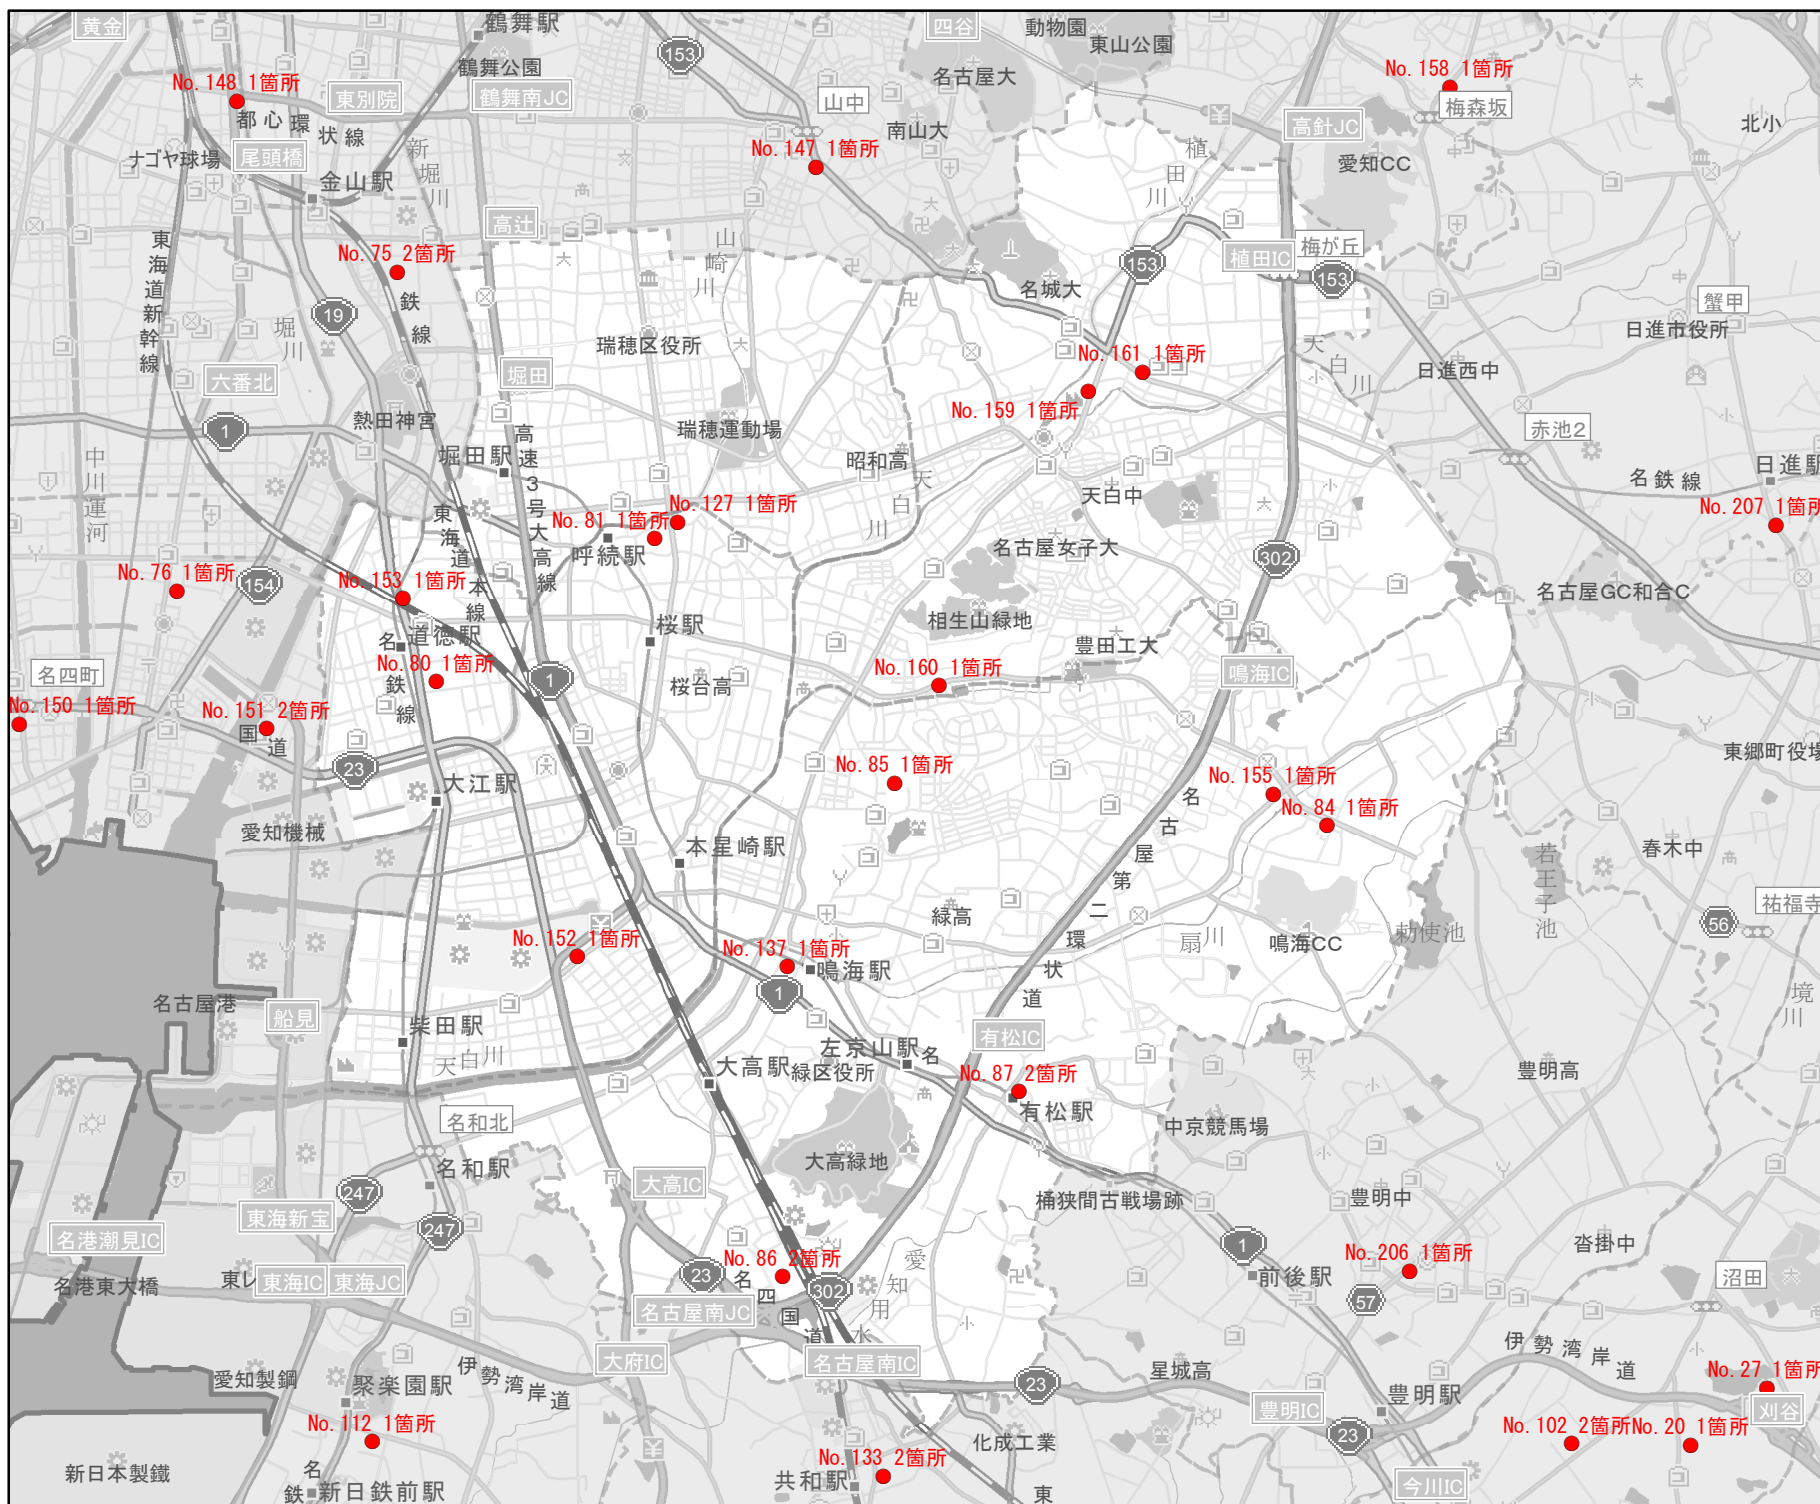 黄金
鶴舞駅
153
四谷
動物園
東山公園
鶴舞公園
名古屋大
No.158 1箇所
No.148 1箇所
東別院
鶴舞南JC
山中
梅森坂
都心環状線
南山大
高針JC
北小
尾頭橋
ナゴヤ球場
新堀川
No.147 1箇所
植田川
愛知CC
金山駅
高辻
山崎川
東海道新幹線
No.75 2箇所
植田IC
梅が丘
153
153
鉄線
19
名城大
蟹甲
堀川
瑞穂区役所
日進市役所
六番北
堀田
No.161 1箇所
天白川
日進西中
No.159 1箇所
1
熱田神宮
瑞穂運動場
赤池2
高速3号大高線
中川運河
堀田駅
昭和高
天白川
日進駅
名鉄線
天白中
No.127 1箇所
No.207 1箇所
東海道本線
No.81 1箇所
呼続駅
名古屋女子大
302
No.76 1箇所
154
No.153 1箇所
名古屋GC和合C
道徳駅
桜駅
相生山緑地
豊田工大
名鉄線
名四町
No.80 1箇所
1
桜台高
No.160 1箇所
鳴海IC
No.150 1箇所
No.151 2箇所
国道
23
東郷町役場
大江駅
No.85 1箇所
No.155 1箇所
No.84 1箇所
愛知機械
名古屋第二環状道
本星崎駅
春木中
若王子池
祐福寺
緑高
56
No.152 1箇所
No.137 1箇所
鳴海駅
扇川
鳴海CC
勅使池
1
名古屋港
船見
境川
柴田駅
有松IC
天白川
左京山駅
名
大高駅
緑区役所
No.87 2箇所
豊明高
有松駅
名和北
中京競馬場
名和駅
大高緑地
大高IC
247
桶狭間古戦場跡
豊明中
東海新宝
247
名港潮見IC
1
沓掛中
No.86 2箇所
愛知用水
No.206 1箇所
前後駅
名港東大橋
東レ
東海IC
東海JC
23
名四国道
302
沼田
57
名古屋南JC
伊勢湾岸道
大府IC
名古屋南IC
星城高
愛知製鋼
聚楽園駅
伊勢湾岸道
23
No.27 1箇所
豊明駅
豊明IC
刈谷
No.112 1箇所
23
No.102 2箇所
No.20 1箇所
化成工業
新日本製鐵
No.133 2箇所
共和駅
名鉄
新日鉄前駅
今川IC
東